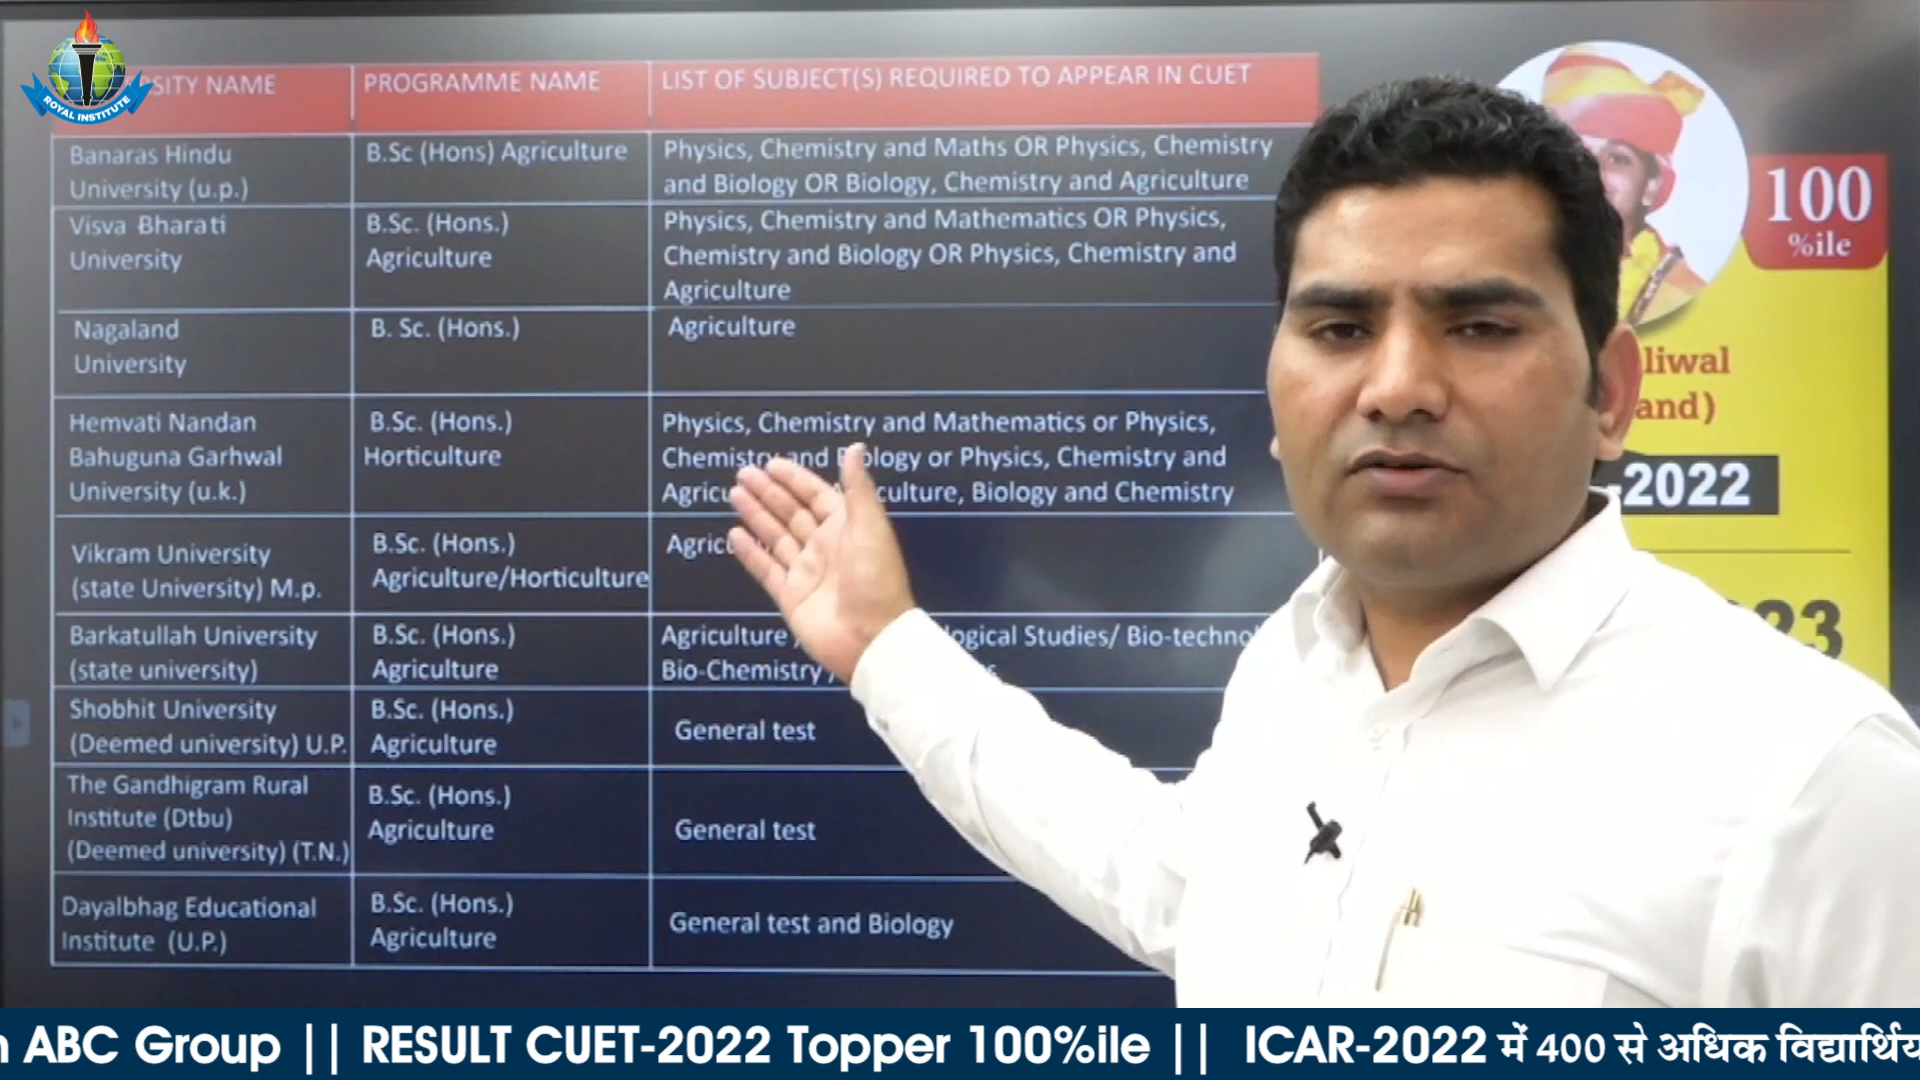 ROYAL INSTITUTE
SITY NAME
PROGRAMME NAME
LIST OF SUBJECT(S) REQUIRED TO APPEAR IN CUET
Banaras Hindu
University (u.p.)
B.Sc (Hons) Agriculture
Physics, Chemistry and Maths OR Physics, Chemistry
and Biology OR Biology, Chemistry and Agriculture
Visva Bharati
University
B.Sc. (Hons.)
Agriculture
Physics, Chemistry and Mathematics OR Physics,
Chemistry and Biology OR Physics, Chemistry and
Agriculture
Nagaland
University
B. Sc. (Hons.)
Agriculture
Hemvati Nandan
Bahuguna Garhwal
University (u.k.)
B.Sc. (Hons.)
Horticulture
Physics, Chemistry and Mathematics or Physics,
Chemistry and Biology or Physics, Chemistry and
culture, Biology and Chemistry
Vikram University
(state University) M.p.
B.Sc. (Hons.)
Agriculture/Horticulture
Barkatullah University
(state university)
B.Sc. (Hons.)
Agriculture
Agriculture / logical Studies/ Bio-technol
Bio-Chemistry /
Shobhit University
(Deemed university) U.P.
B.Sc. (Hons.)
Agriculture
General test
The Gandhigram Rural
Institute (Dtbu)
(Deemed university) (T.N.)
B.Sc. (Hons.)
Agriculture
General test
Dayalbhag Educational
Institute (U.P.)
B.Sc. (Hons.)
Agriculture
General test and Biology
100
%ile
liwal
and)
-2022
23
n ABC Group || RESULT CUET-2022 Topper 100%ile || ICAR-2022 में 400 से अधिक विद्यार्थिय